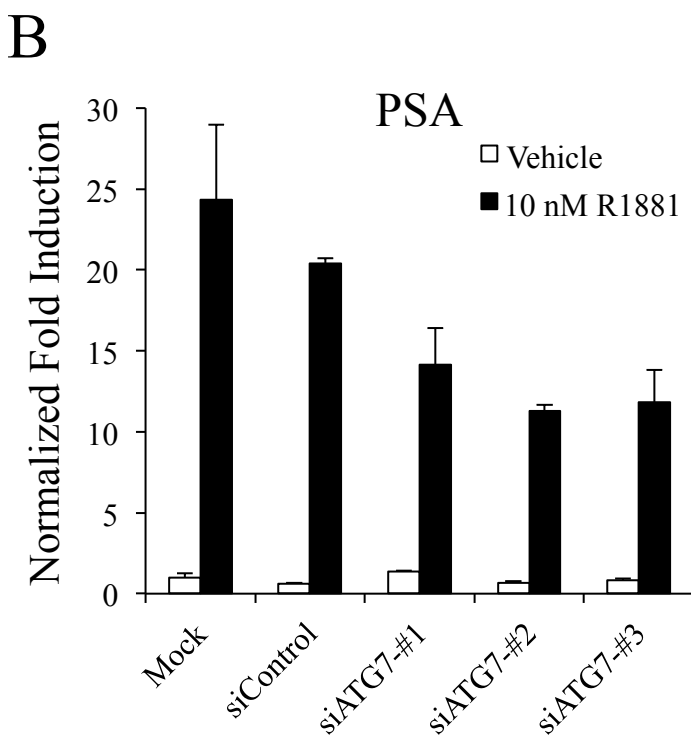 B
PSA
Vehicle
10 nM R1881
Normalized Fold Induction
30
25
20
15
10
5
0
Mock
siControl
siATG7-#1
siATG7-#2
siATG7-#3